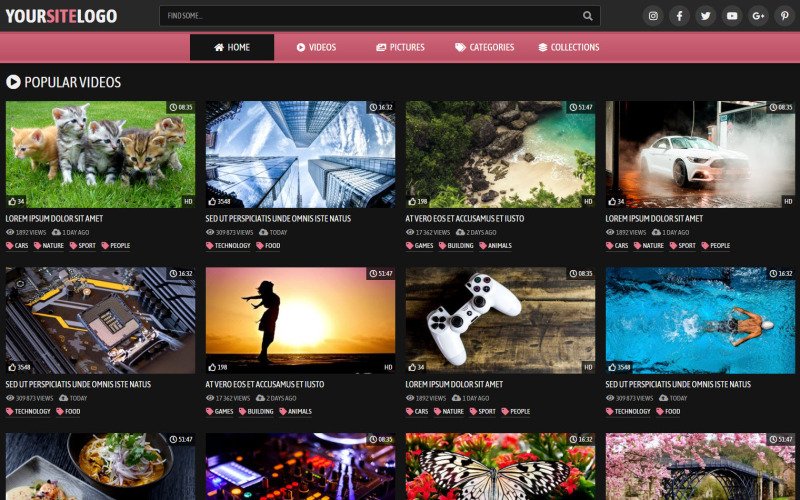 YOURSITELOGO
FIND SOME...
HOME VIDEOS PICTURES CATEGORIES COLLECTIONS
POPULAR VIDEOS
08:35 16:32 51:47 08:35
34 HD 3548 198 34 HD
LOREM IPSUM DOLOR SIT AMET SED UT PERSPICIATIS UNDE OMNIS ISTE NATUS AT VERO EOS ET ACCUSAMUS ET IUSTO LOREM IPSUM DOLOR SIT AMET
1892 VIEWS 1 DAY AGO 309 873 VIEWS TODAY 17 362 VIEWS 2 DAYS AGO 1892 VIEWS 1 DAY AGO
CARS NATURE SPORT PEOPLE TECHNOLOGY FOOD GAMES BUILDING ANIMALS CARS NATURE SPORT PEOPLE
16:32 51:47 08:35 16:32
3548 198 HD 34 HD 3548
SED UT PERSPICIATIS UNDE OMNIS ISTE NATUS AT VERO EOS ET ACCUSAMUS ET IUSTO LOREM IPSUM DOLOR SIT AMET SED UT PERSPICIATIS UNDE OMNIS ISTE NATUS
309 873 VIEWS TODAY 17 362 VIEWS 2 DAYS AGO 1892 VIEWS 1 DAY AGO 309 873 VIEWS TODAY
TECHNOLOGY FOOD GAMES BUILDING ANIMALS CARS NATURE SPORT PEOPLE TECHNOLOGY FOOD
51:47 08:35 16:32 51:47